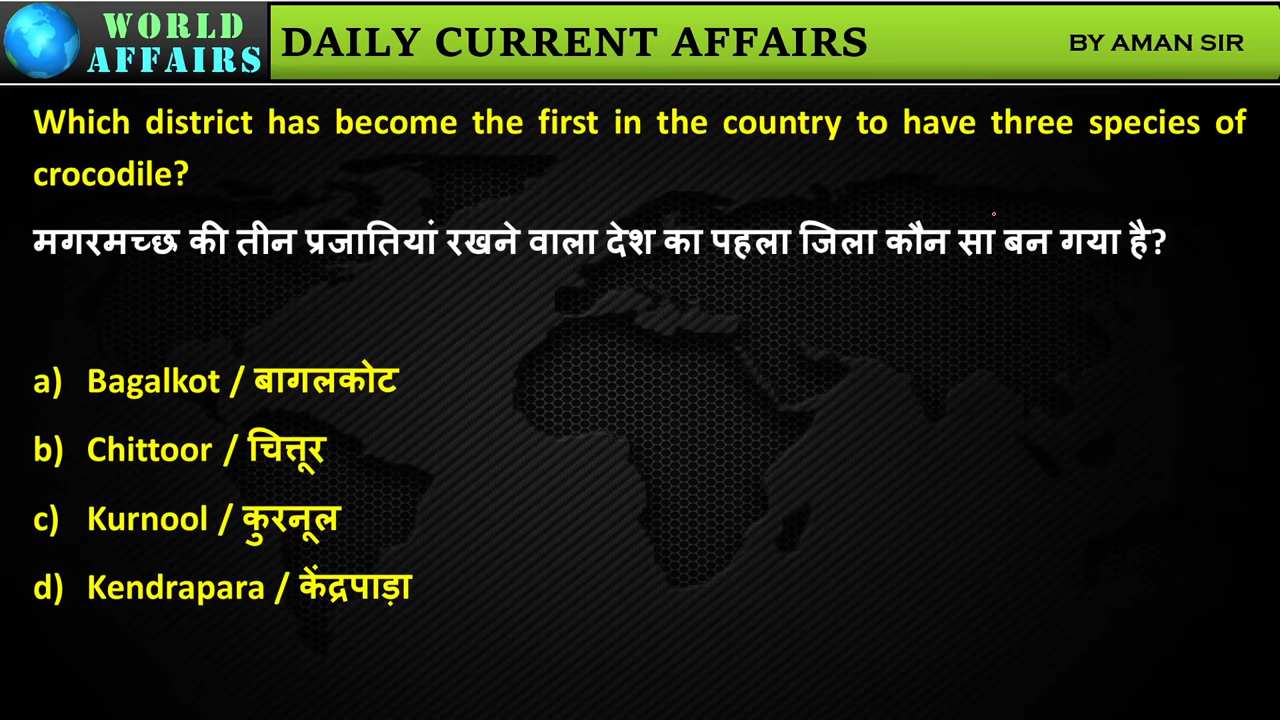 WORLD
AFFAIRS
DAILY CURRENT AFFAIRS
BY AMAN SIR
Which district has become the first in the country to have three species of
crocodile?
मगरमच्छ की तीन प्रजातियां रखने वाला देश का पहला जिला कौन सा बन गया है?
a) Bagalkot / बागलकोट
b) Chittoor / चित्तूर
c) Kurnool / कुरनूल
d) Kendrapara / केंद्रपाड़ा